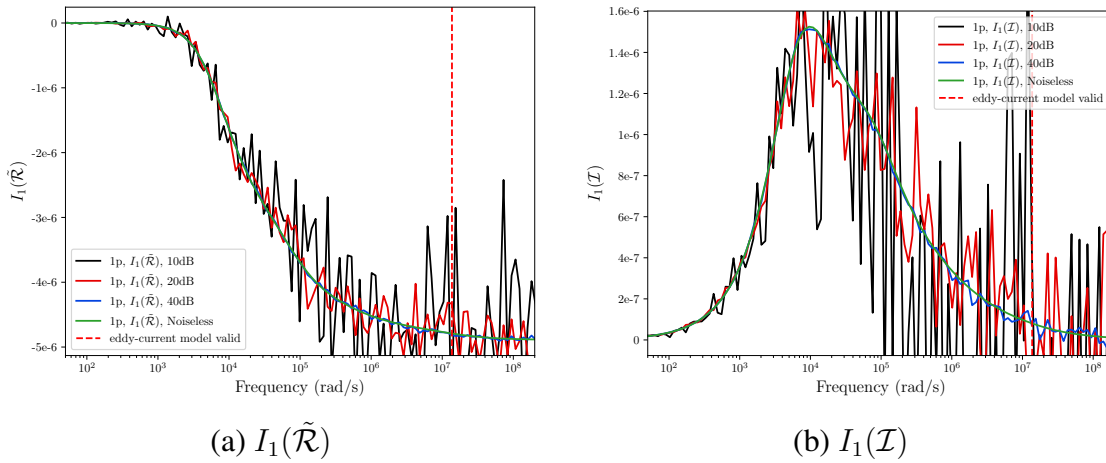 0
-1e-6
-2e-6
-3e-6
-4e-6
-5e-6
I₁(R̃)
10² 10³ 10⁴ 10⁵ 10⁶ 10⁷ 10⁸
Frequency (rad/s)
1p, I₁(R̃), 10dB
1p, I₁(R̃), 20dB
1p, I₁(R̃), 40dB
1p, I₁(R̃), Noiseless
eddy-current model valid
(a) I₁(R̃)
1.6e-6
1.4e-6
1.2e-6
1e-6
8e-7
6e-7
4e-7
2e-7
0
I₁(I)
10² 10³ 10⁴ 10⁵ 10⁶ 10⁷ 10⁸
Frequency (rad/s)
1p, I₁(I), 10dB
1p, I₁(I), 20dB
1p, I₁(I), 40dB
1p, I₁(I), Noiseless
eddy-current model valid
(b) I₁(I)